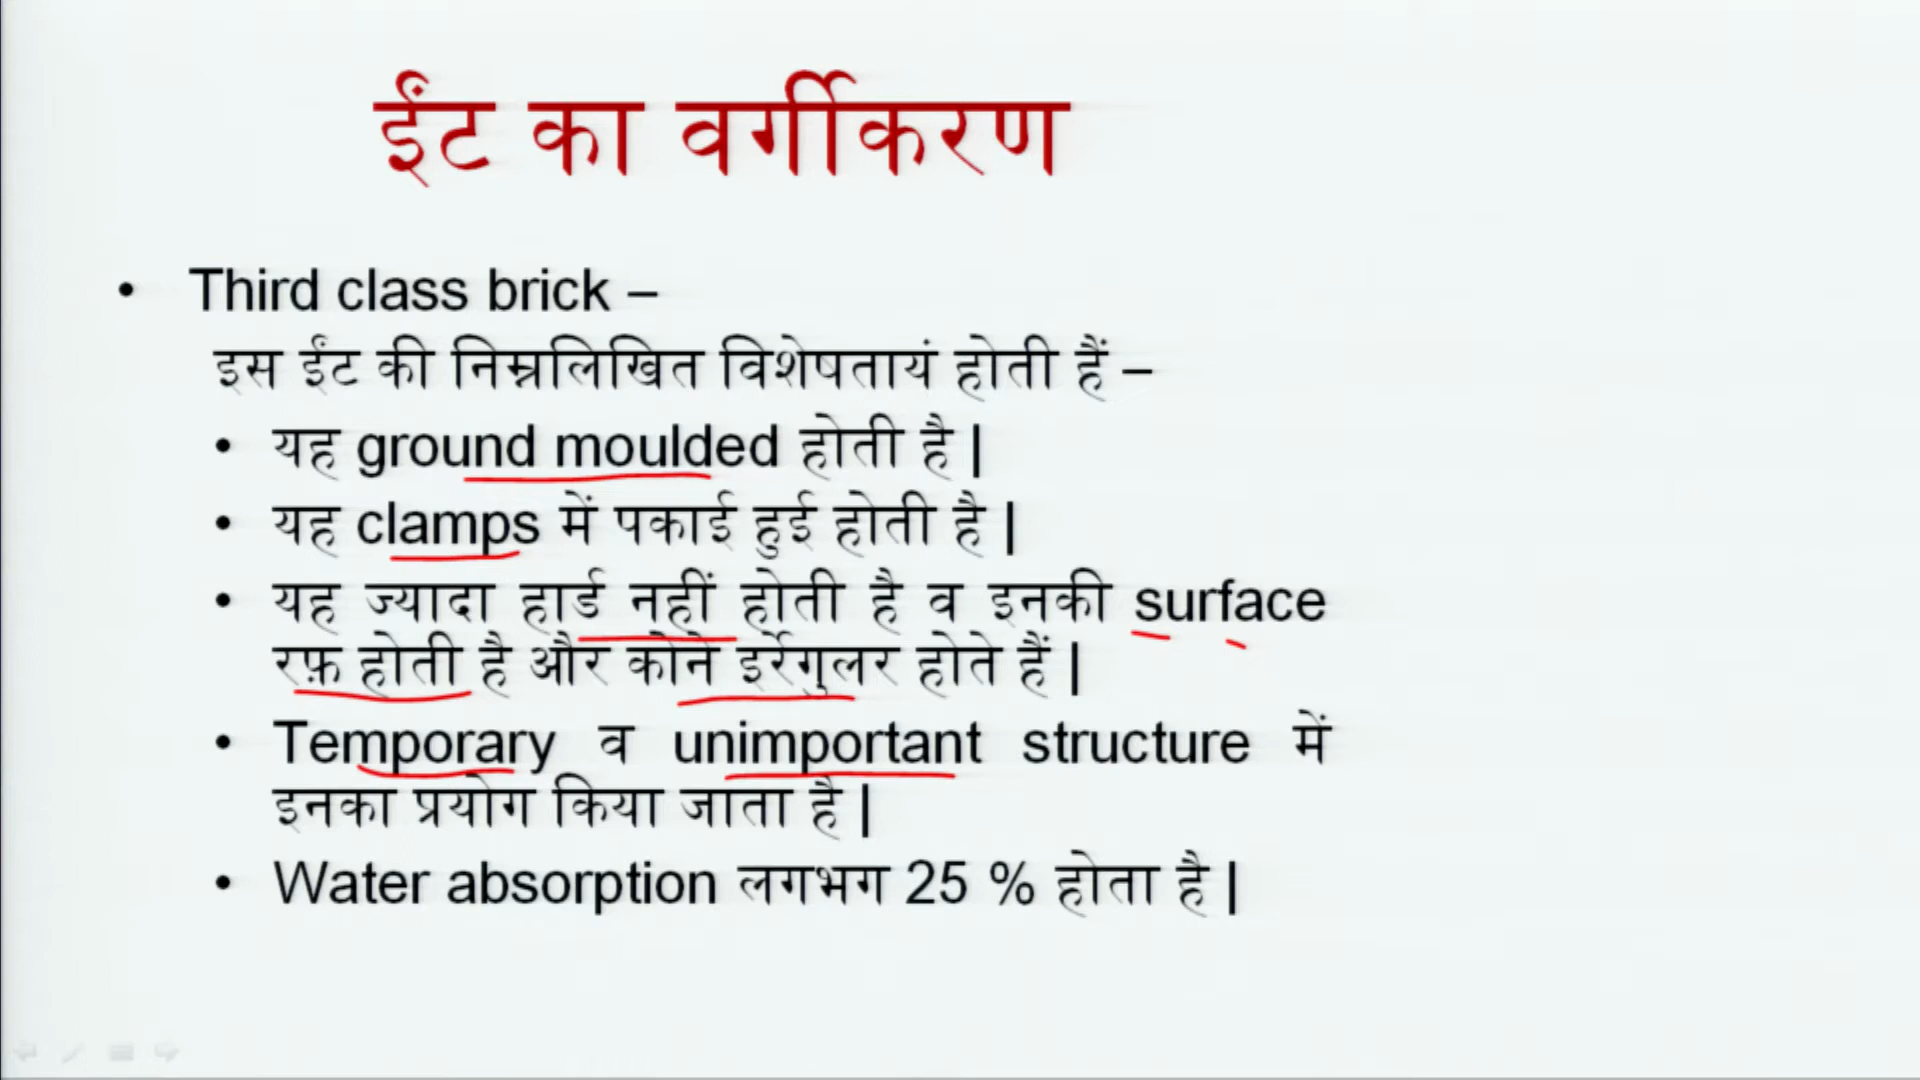 ईंट का वर्गीकरण
• Third class brick –
इस ईंट की निम्नलिखित विशेषतायं होती हैं –
• यह ground moulded होती है |
• यह clamps में पकाई हुई होती है |
• यह ज्यादा हार्ड नहीं होती है व इनकी surface
रफ़ होती है और कोने इर्रेगुलर होते हैं |
• Temporary व unimportant structure में
इनका प्रयोग किया जाता है |
• Water absorption लगभग 25 % होता है |